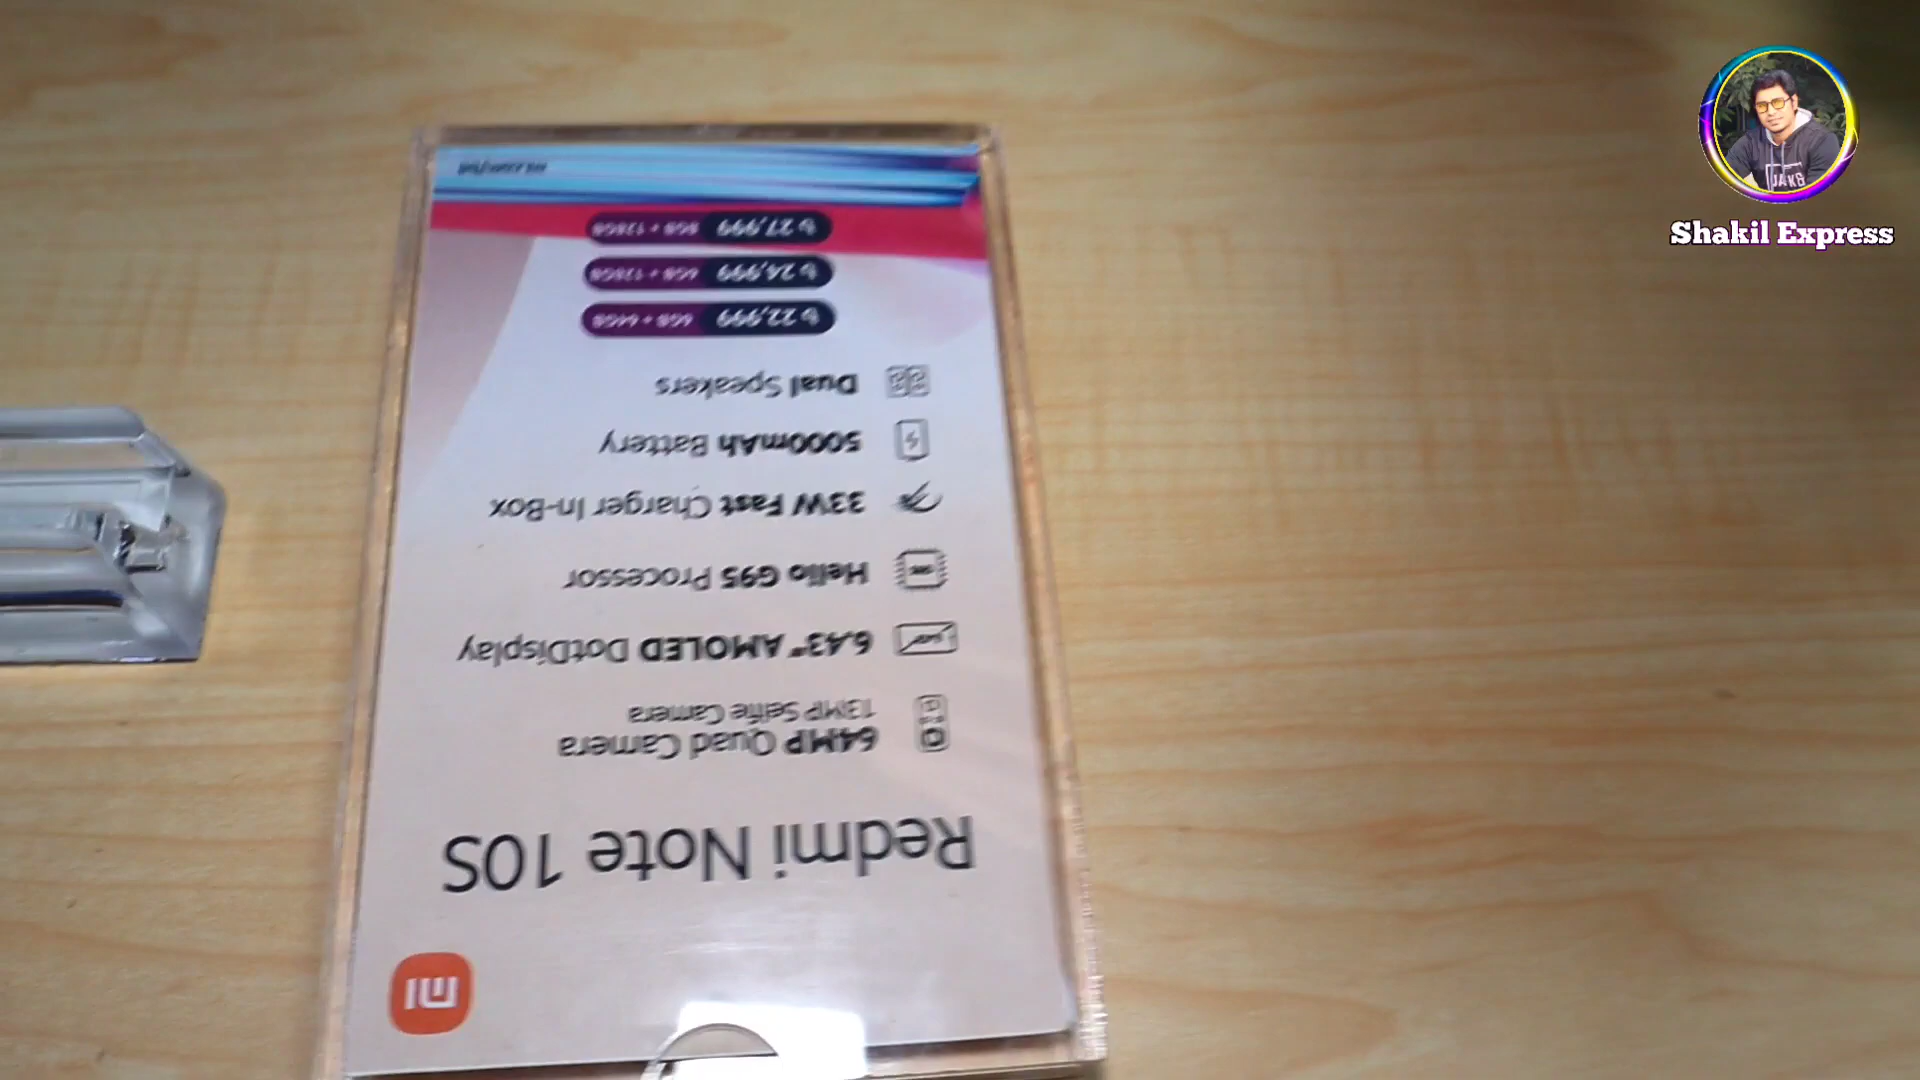 mi
Redmi Note 10S
64MP Quad Camera
13MP Selfie Camera
6.43" AMOLED DotDisplay
Helio G95 Processor
33W Fast Charger In-Box
5000mAh Battery
Dual Speakers
৳ 22,999 6GB + 64GB
৳ 24,999 6GB + 128GB
৳ 27,999 8GB + 128GB
Shakil Express